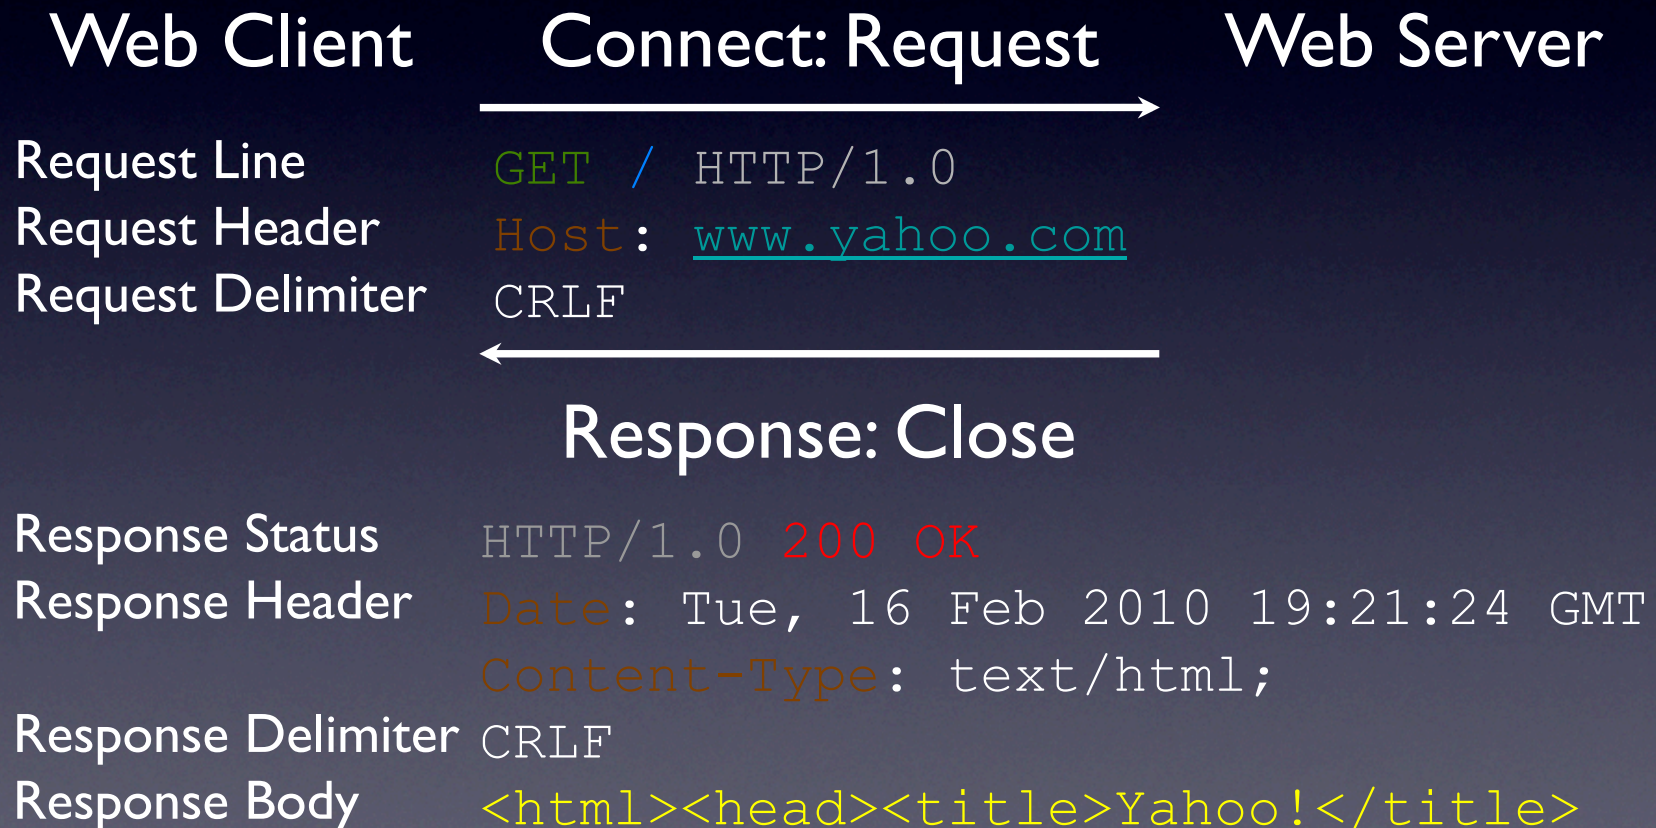 Web Client Connect: Request Web Server
Request Line GET / HTTP/1.0
Request Header Host: www.yahoo.com
Request Delimiter CRLF
Response: Close
Response Status HTTP/1.0 200 OK
Response Header Date: Tue, 16 Feb 2010 19:21:24 GMT
Content-Type: text/html;
Response Delimiter CRLF
Response Body <html><head><title>Yahoo!</title>